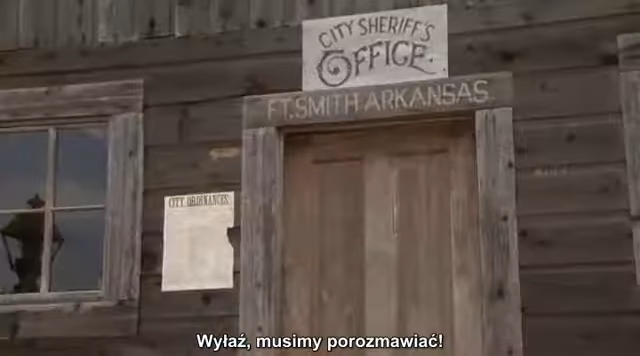 CITY SHERIFF'S
OFFICE.
FT. SMITH ARKANSAS
CITY ORDINANCES
Wyłaź, musimy porozmawiać!